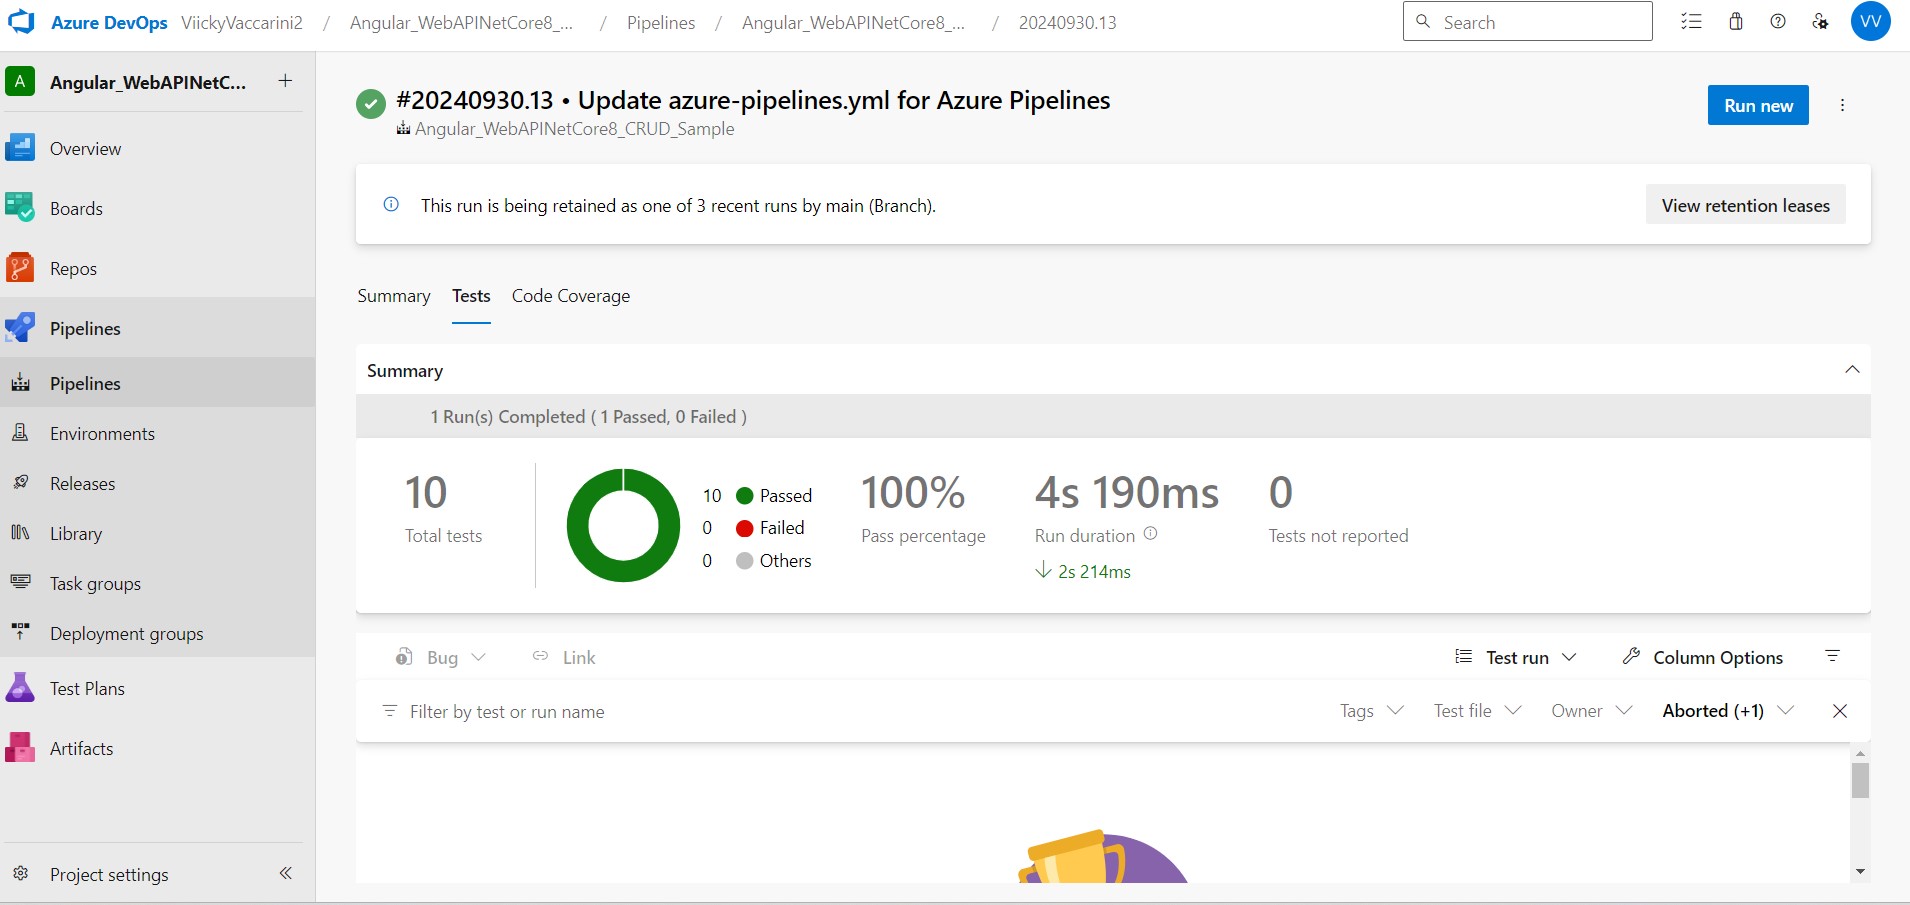 Azure DevOps ViickyVaccarini2 / Angular_WebAPINetCore8_... / Pipelines / Angular_WebAPINetCore8_... / 20240930.13 Search VV
A Angular_WebAPINetC... +
Overview
Boards
Repos
Pipelines
Pipelines
Environments
Releases
Library
Task groups
Deployment groups
Test Plans
Artifacts
Project settings
#20240930.13 • Update azure-pipelines.yml for Azure Pipelines
Angular_WebAPINetCore8_CRUD_Sample
Run new
This run is being retained as one of 3 recent runs by main (Branch).
View retention leases
Summary Tests Code Coverage
Summary
1 Run(s) Completed ( 1 Passed, 0 Failed )
10
Total tests
10 Passed
0 Failed
0 Others
100%
Pass percentage
4s 190ms
Run duration
2s 214ms
0
Tests not reported
Bug Link Test run Column Options
Filter by test or run name Tags Test file Owner Aborted (+1)